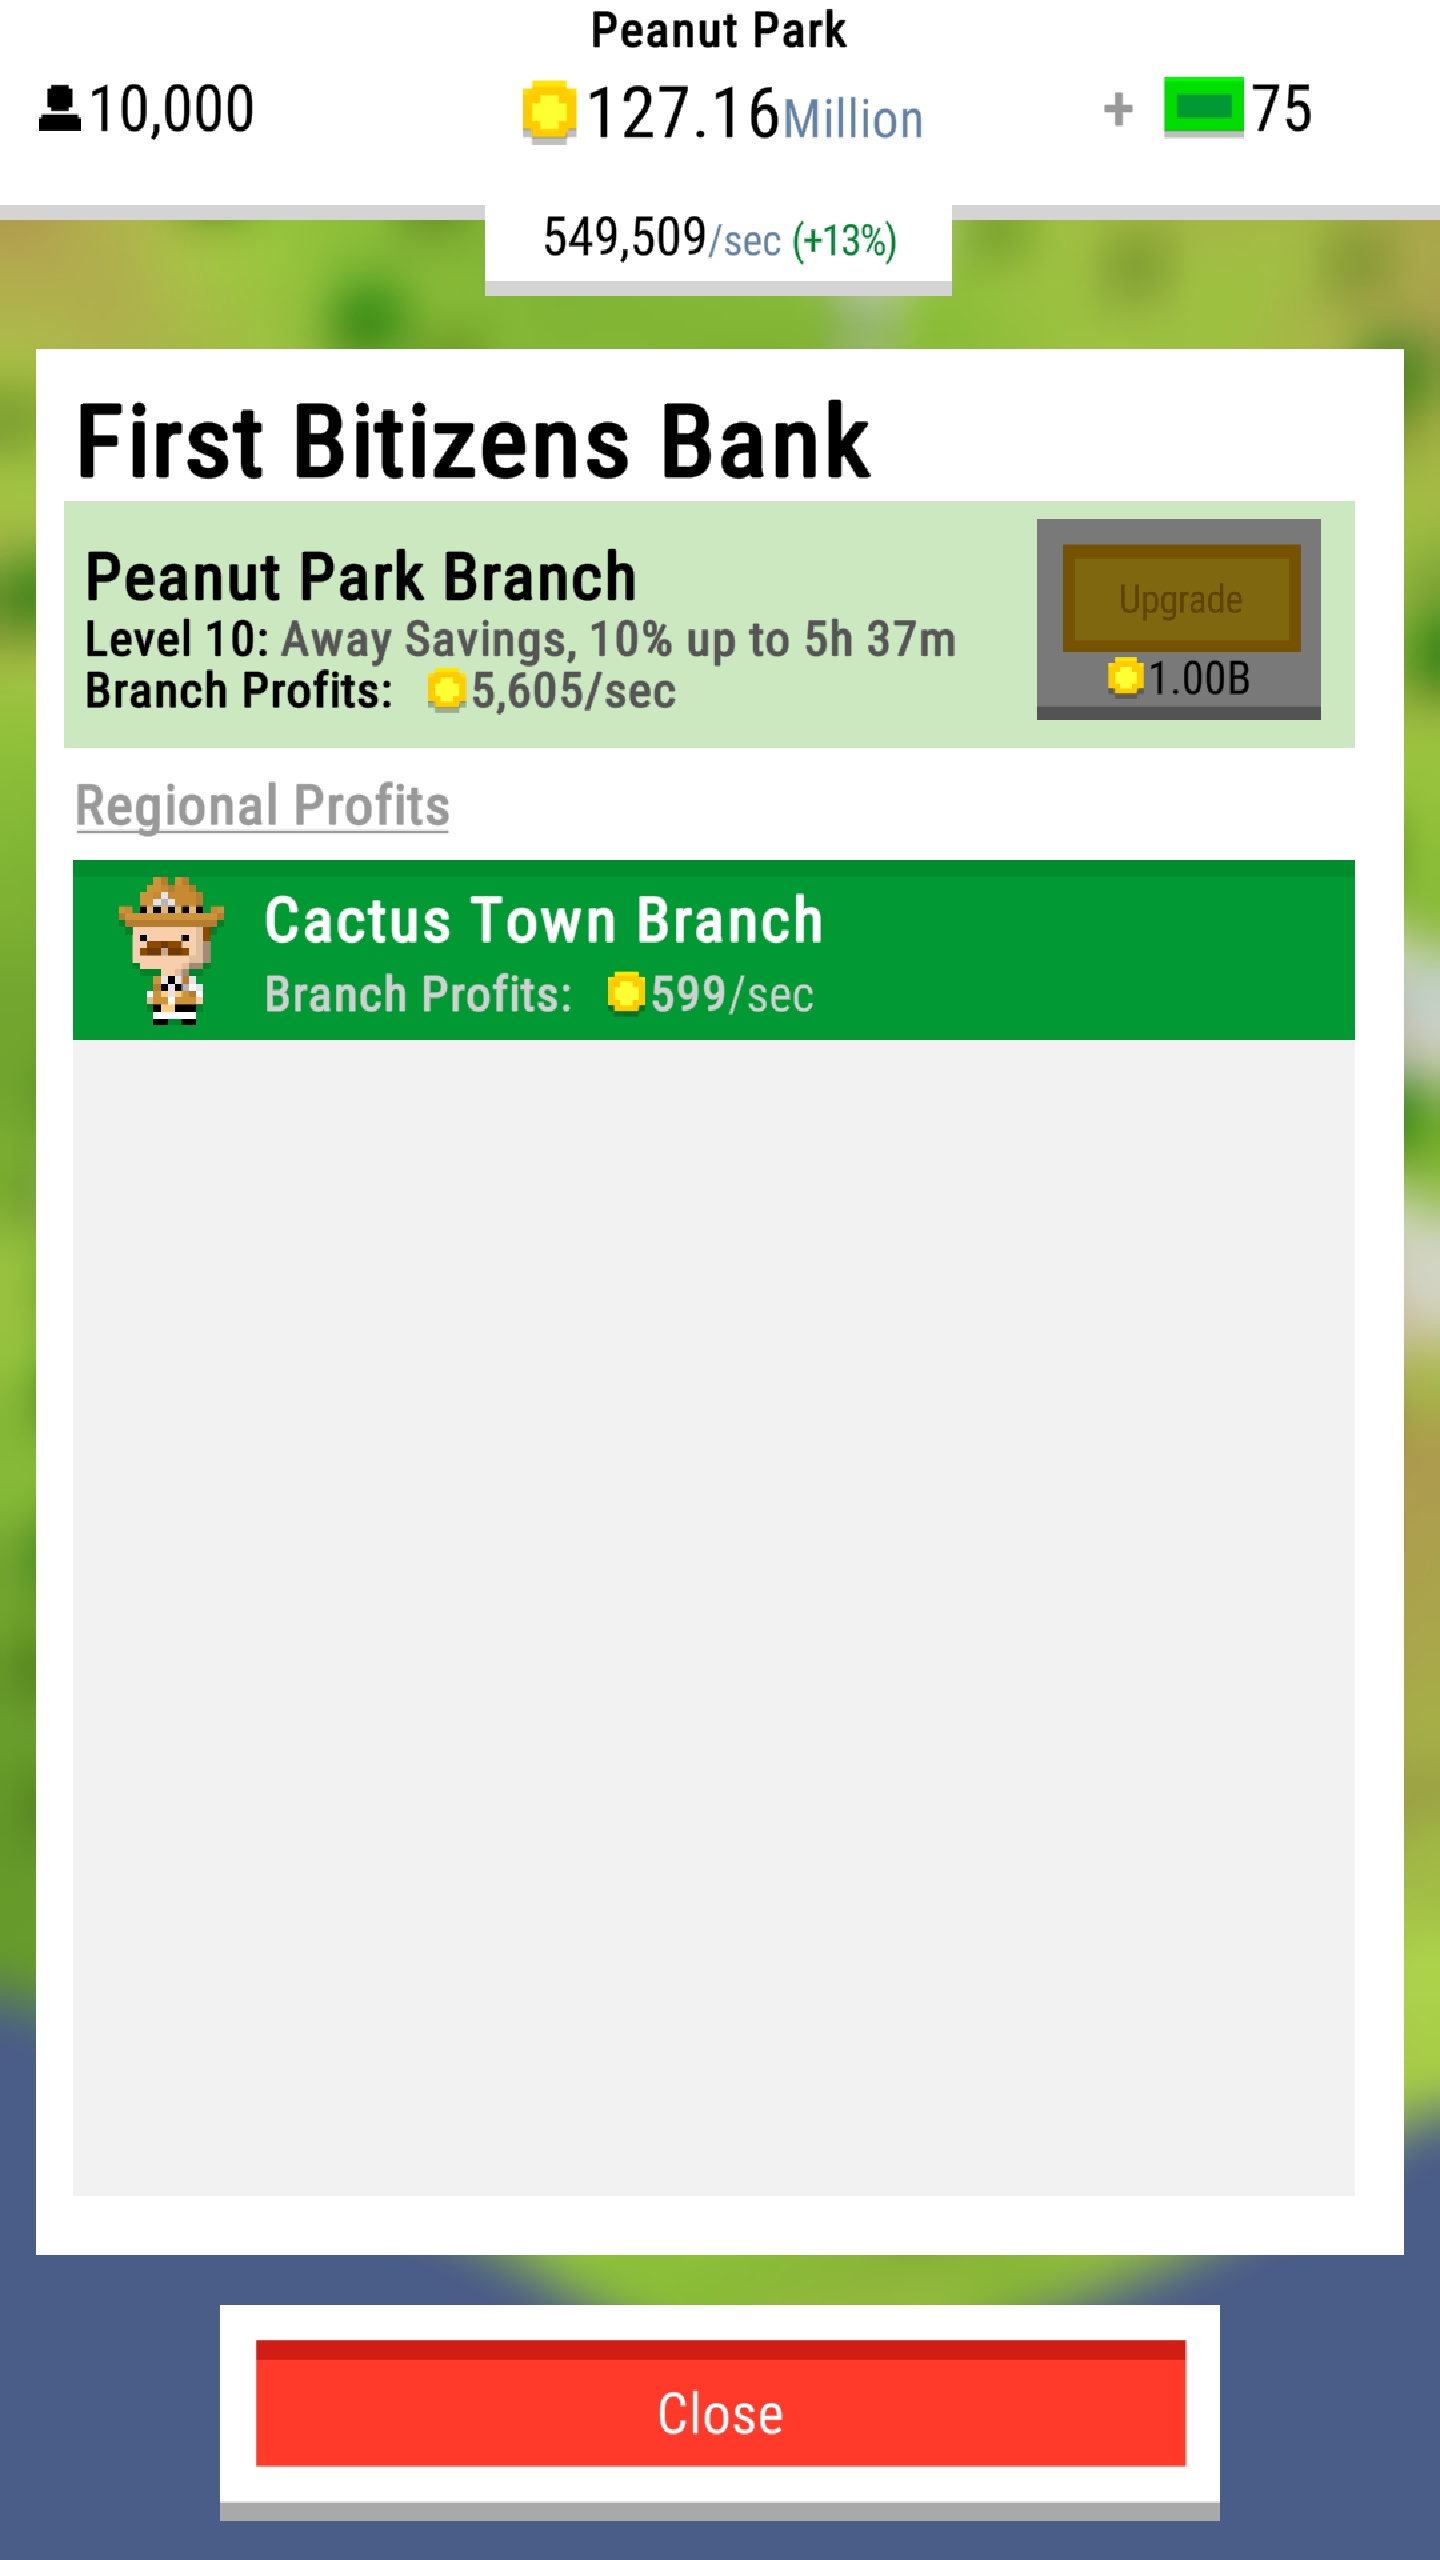 Peanut Park
10,000
127.16Million
+ 75
549,509/sec (+13%)
First Bitizens Bank
Peanut Park Branch
Level 10: Away Savings, 10% up to 5h 37m
Branch Profits: 5,605/sec
Upgrade
1.00B
Regional Profits
Cactus Town Branch
Branch Profits: 599/sec
Close